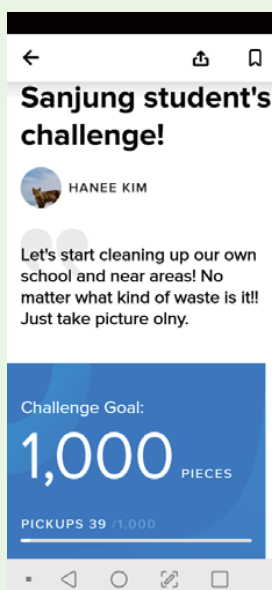 Sanjung student's
challenge!
HANEE KIM
Let's start cleaning up our own
school and near areas! No
matter what kind of waste is it!!
Just take picture olny.
Challenge Goal:
1,000 PIECES
PICKUPS 39 /1,000